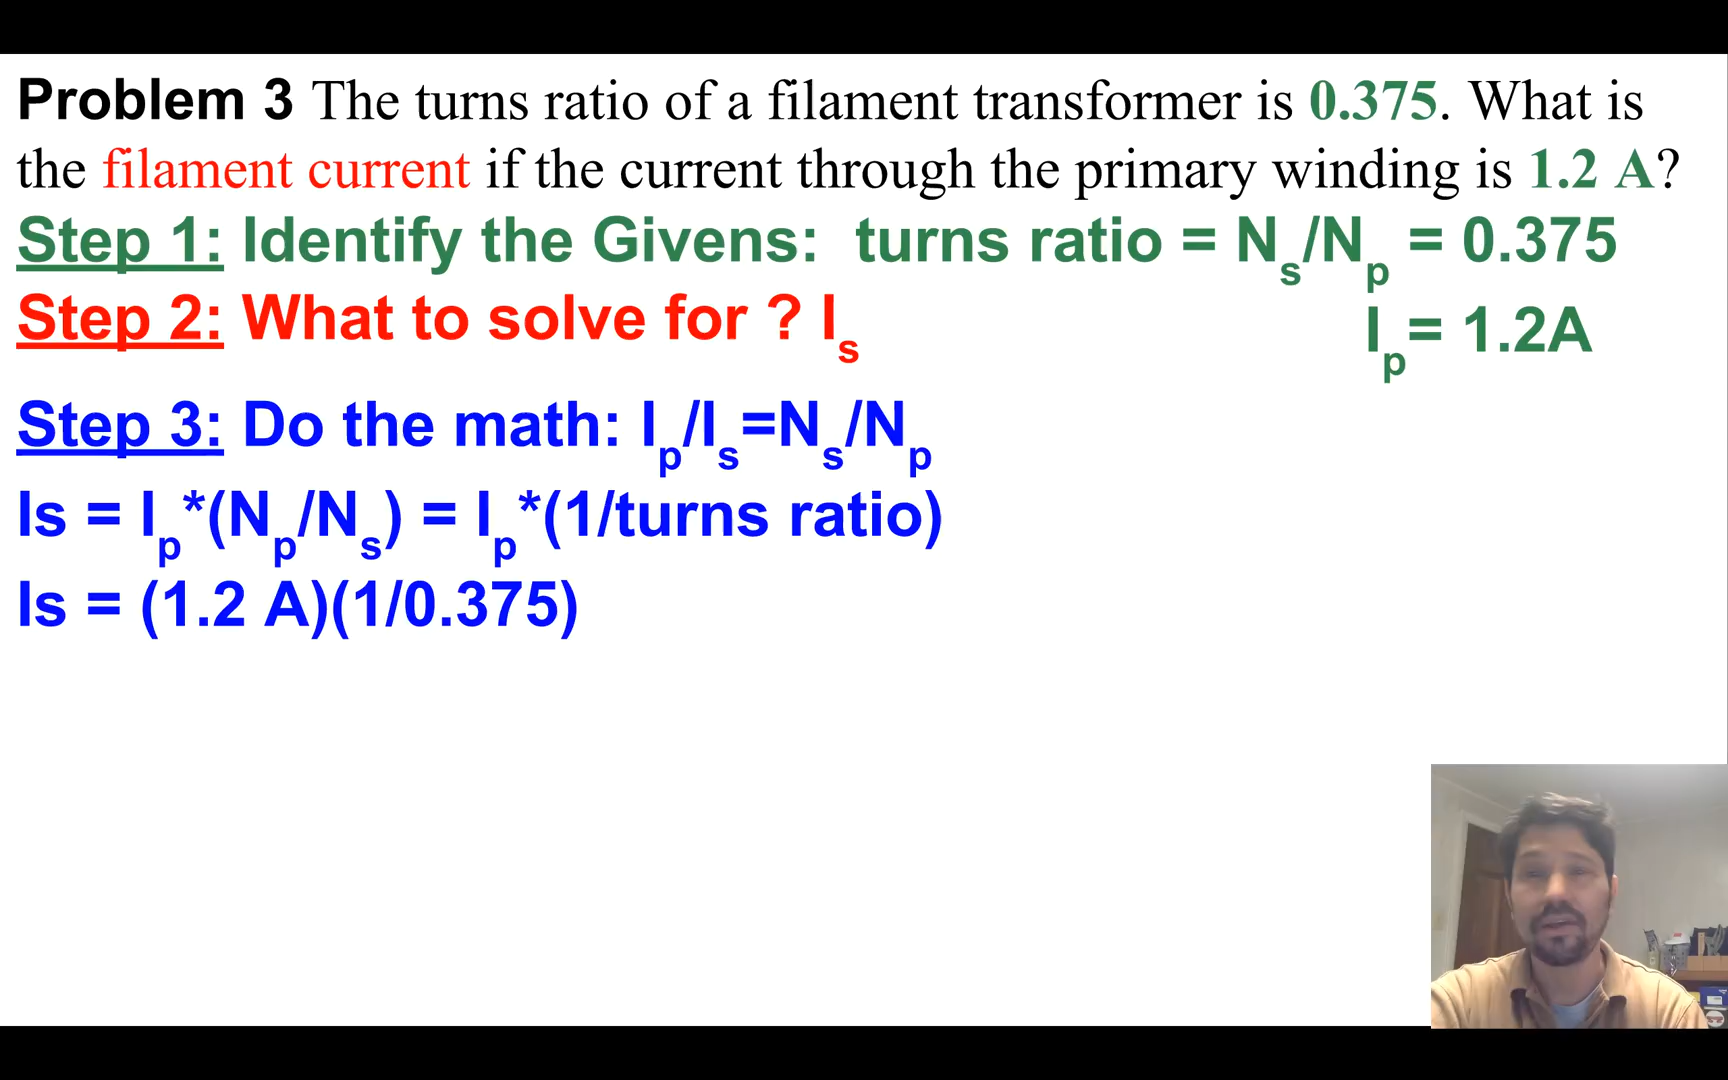 Problem 3 The turns ratio of a filament transformer is 0.375. What is
the filament current if the current through the primary winding is 1.2 A?
Step 1: Identify the Givens: turns ratio = Ns/Np = 0.375
Step 2: What to solve for ? Is
Ip= 1.2A
Step 3: Do the math: Ip/Is=Ns/Np
Is = Ip*(Np/Ns) = Ip*(1/turns ratio)
Is = (1.2 A)(1/0.375)